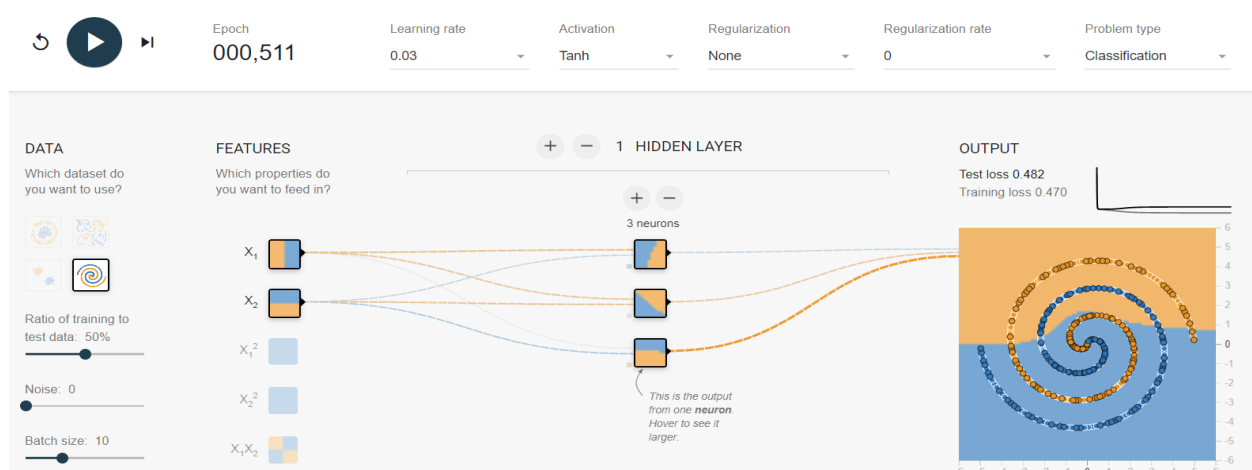 Epoch
000,511
Learning rate
0.03
Activation
Tanh
Regularization
None
Regularization rate
0
Problem type
Classification
DATA
Which dataset do
you want to use?
Ratio of training to
test data: 50%
Noise: 0
Batch size: 10
FEATURES
Which properties do
you want to feed in?
X₁
X₂
X₁²
X₂²
X₁X₂
+ − 1 HIDDEN LAYER
+ −
3 neurons
This is the output
from one neuron.
Hover to see it
larger.
OUTPUT
Test loss 0.482
Training loss 0.470
6
5
4
3
2
1
0
-1
-2
-3
-4
-5
-6